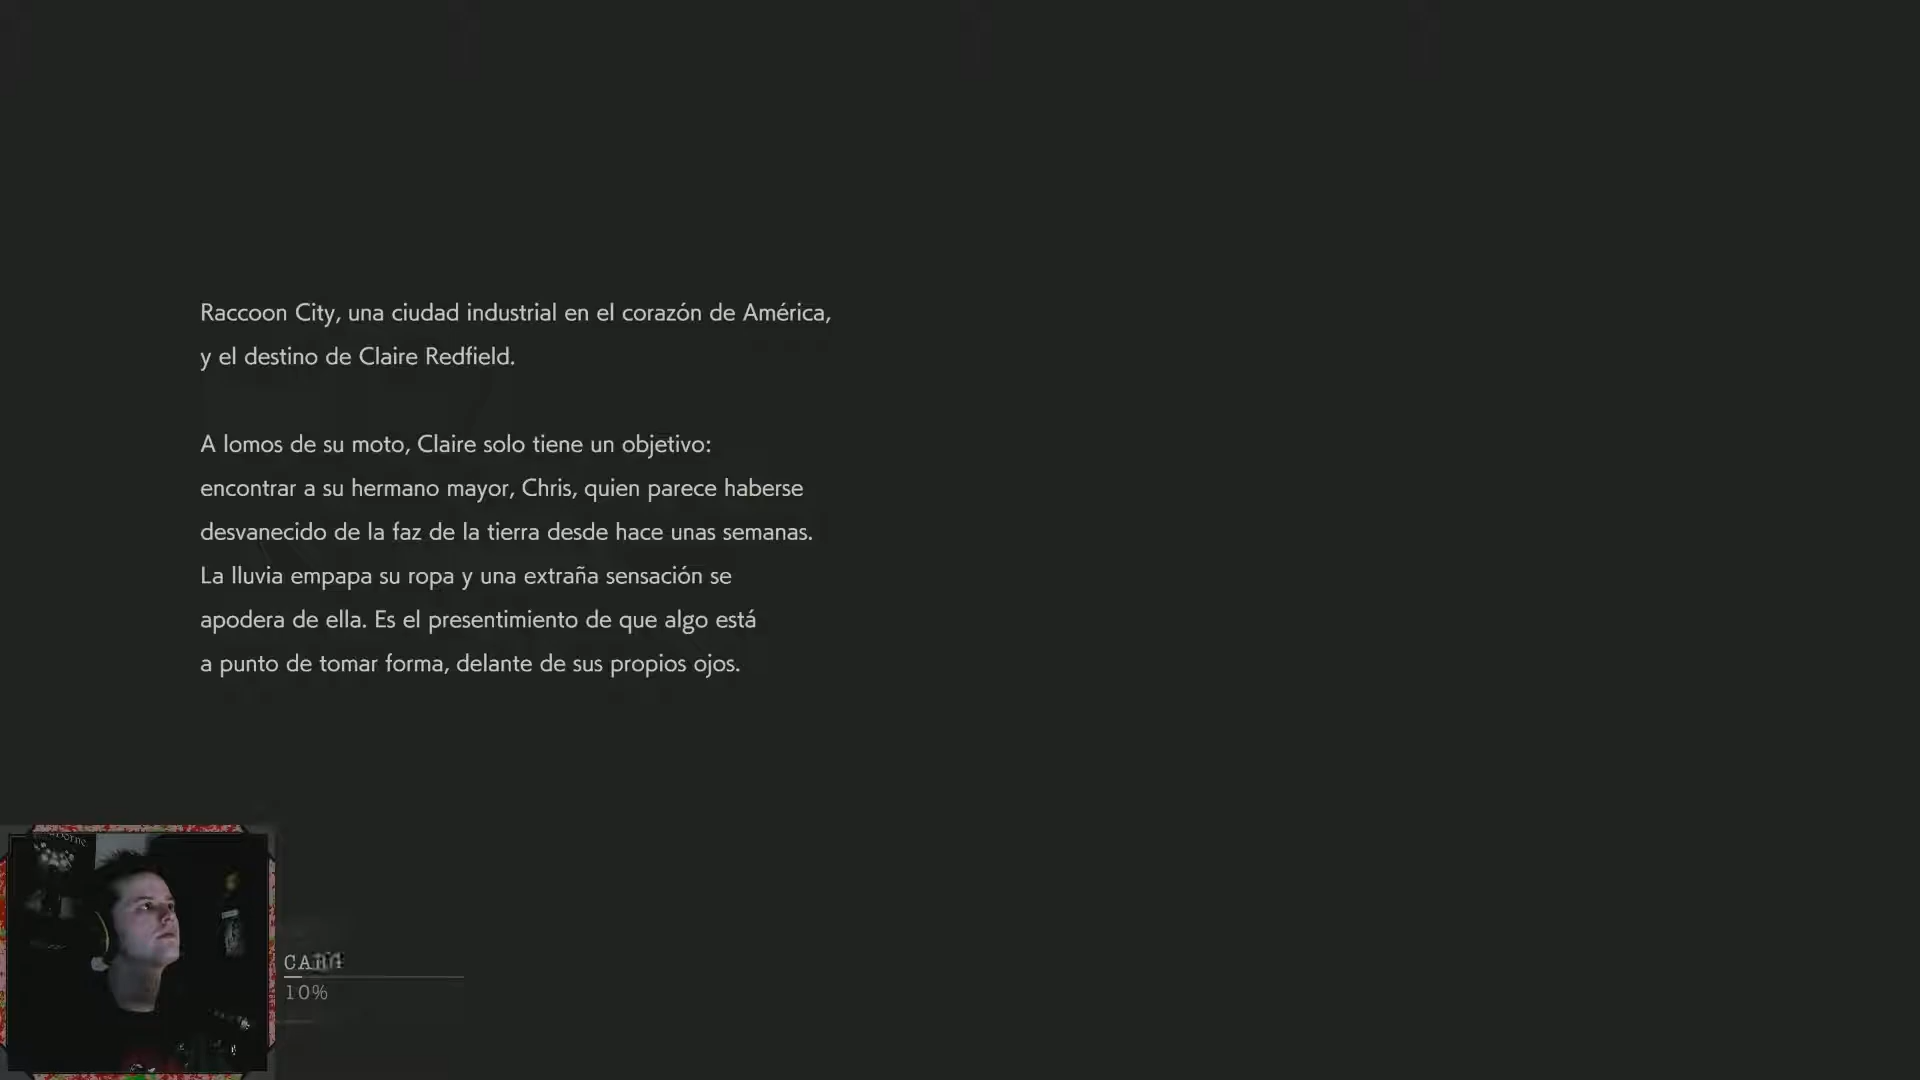 Raccoon City, una ciudad industrial en el corazón de América,
y el destino de Claire Redfield.
A lomos de su moto, Claire solo tiene un objetivo:
encontrar a su hermano mayor, Chris, quien parece haberse
desvanecido de la faz de la tierra desde hace unas semanas.
La lluvia empapa su ropa y una extraña sensación se
apodera de ella. Es el presentimiento de que algo está
a punto de tomar forma, delante de sus propios ojos.
10%